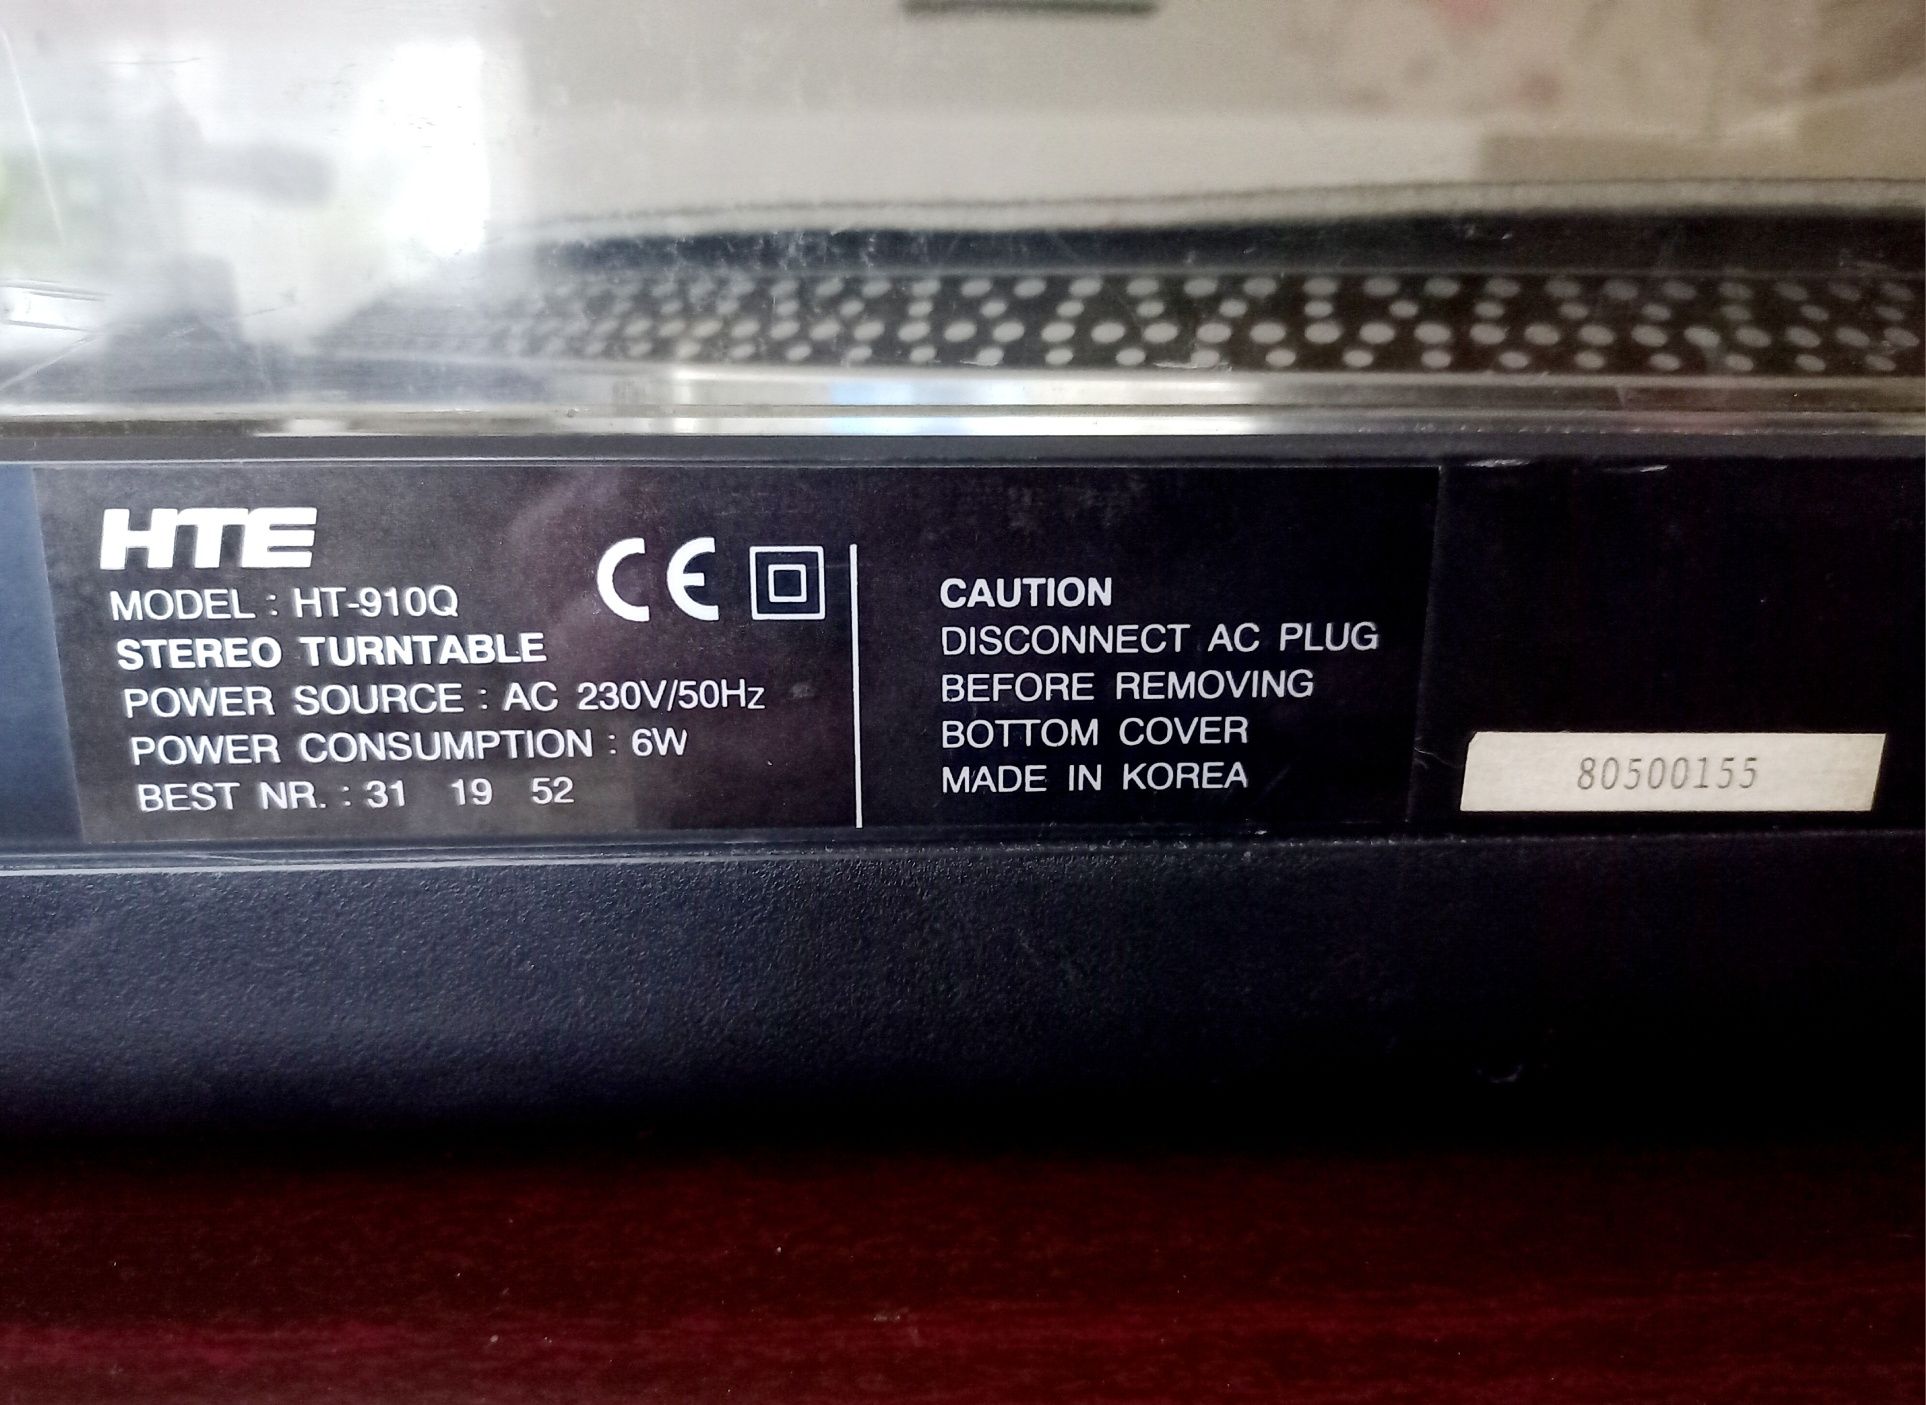 HTE
MODEL : HT-910Q
STEREO TURNTABLE
POWER SOURCE : AC 230V/50Hz
POWER CONSUMPTION : 6W
BEST NR. : 31 19 52
CE
CAUTION
DISCONNECT AC PLUG
BEFORE REMOVING
BOTTOM COVER
MADE IN KOREA
80500155